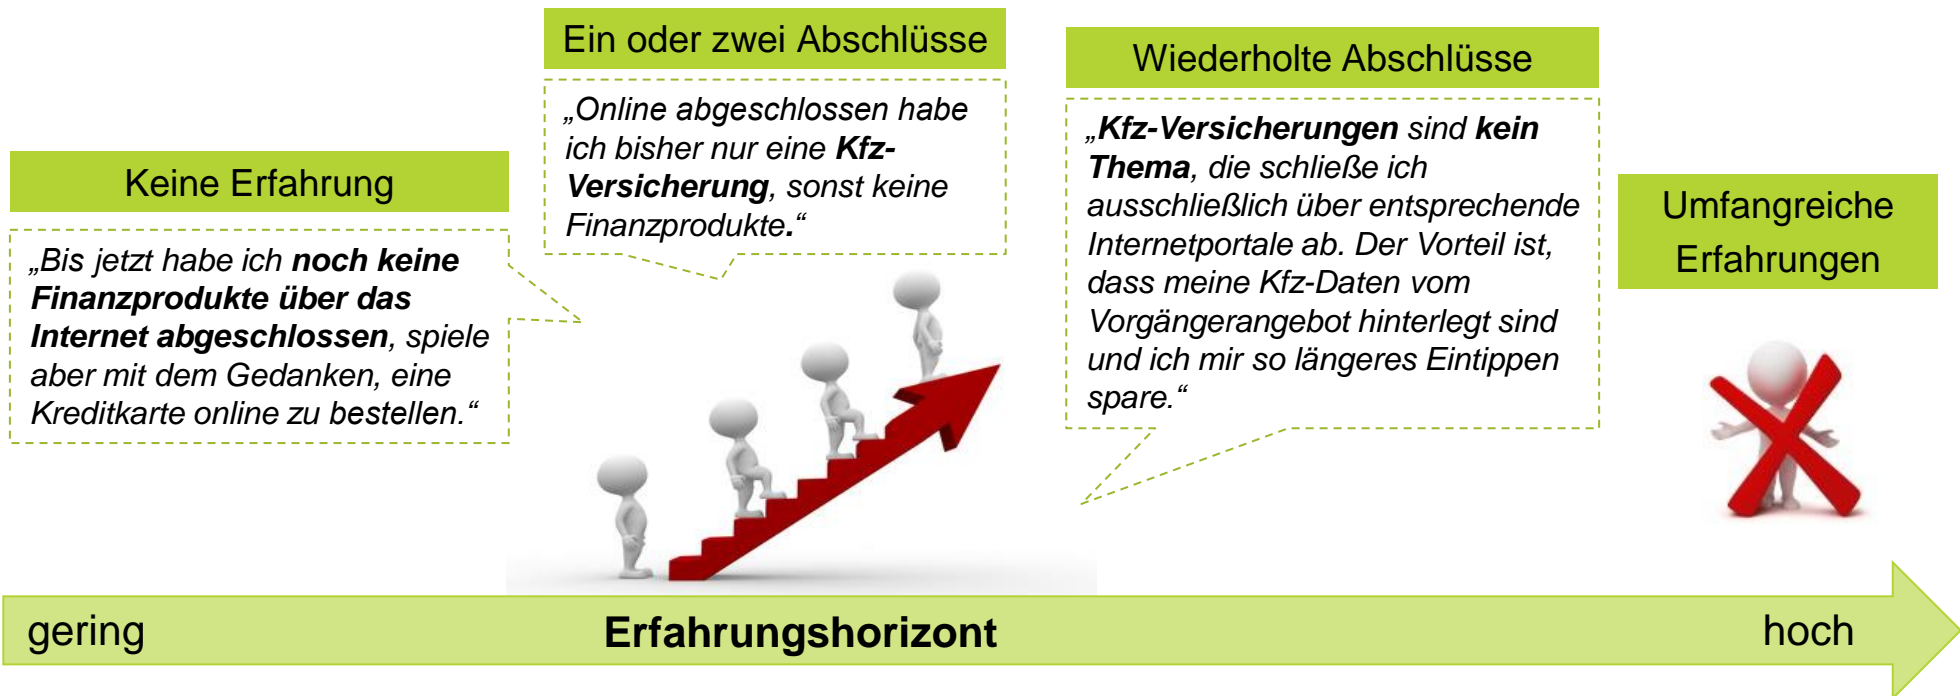 Keine Erfahrung
„Bis jetzt habe ich noch keine
Finanzprodukte über das
Internet abgeschlossen, spiele
aber mit dem Gedanken, eine
Kreditkarte online zu bestellen.“
Ein oder zwei Abschlüsse
„Online abgeschlossen habe
ich bisher nur eine Kfz-
Versicherung, sonst keine
Finanzprodukte.“
Wiederholte Abschlüsse
„Kfz-Versicherungen sind kein
Thema, die schließe ich
ausschließlich über entsprechende
Internetportale ab. Der Vorteil ist,
dass meine Kfz-Daten vom
Vorgängerangebot hinterlegt sind
und ich mir so längeres Eintippen
spare.“
Umfangreiche
Erfahrungen
gering
Erfahrungshorizont
hoch